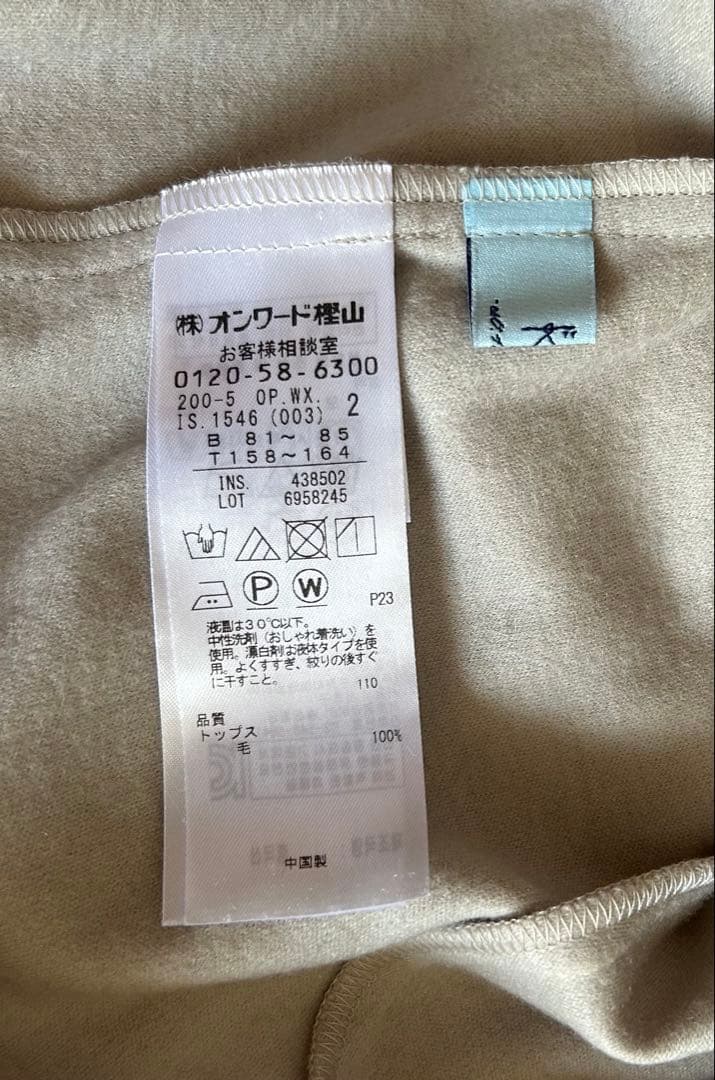 ㈱オンワード樫山
お客様相談室
0120-58-6300
200-5 OP.WX.
IS.1546 (003) 2
B 81～ 85
T158～164
INS. 438502
LOT 6958245
P
W
P23
液温は30℃以下。
中性洗剤（おしゃれ着洗い）を
使用。漂白剤は液体タイプを使
用。よくすすぎ、絞りの後すぐ
に干すこと。
110
品質
トップス
毛 100%
中国製